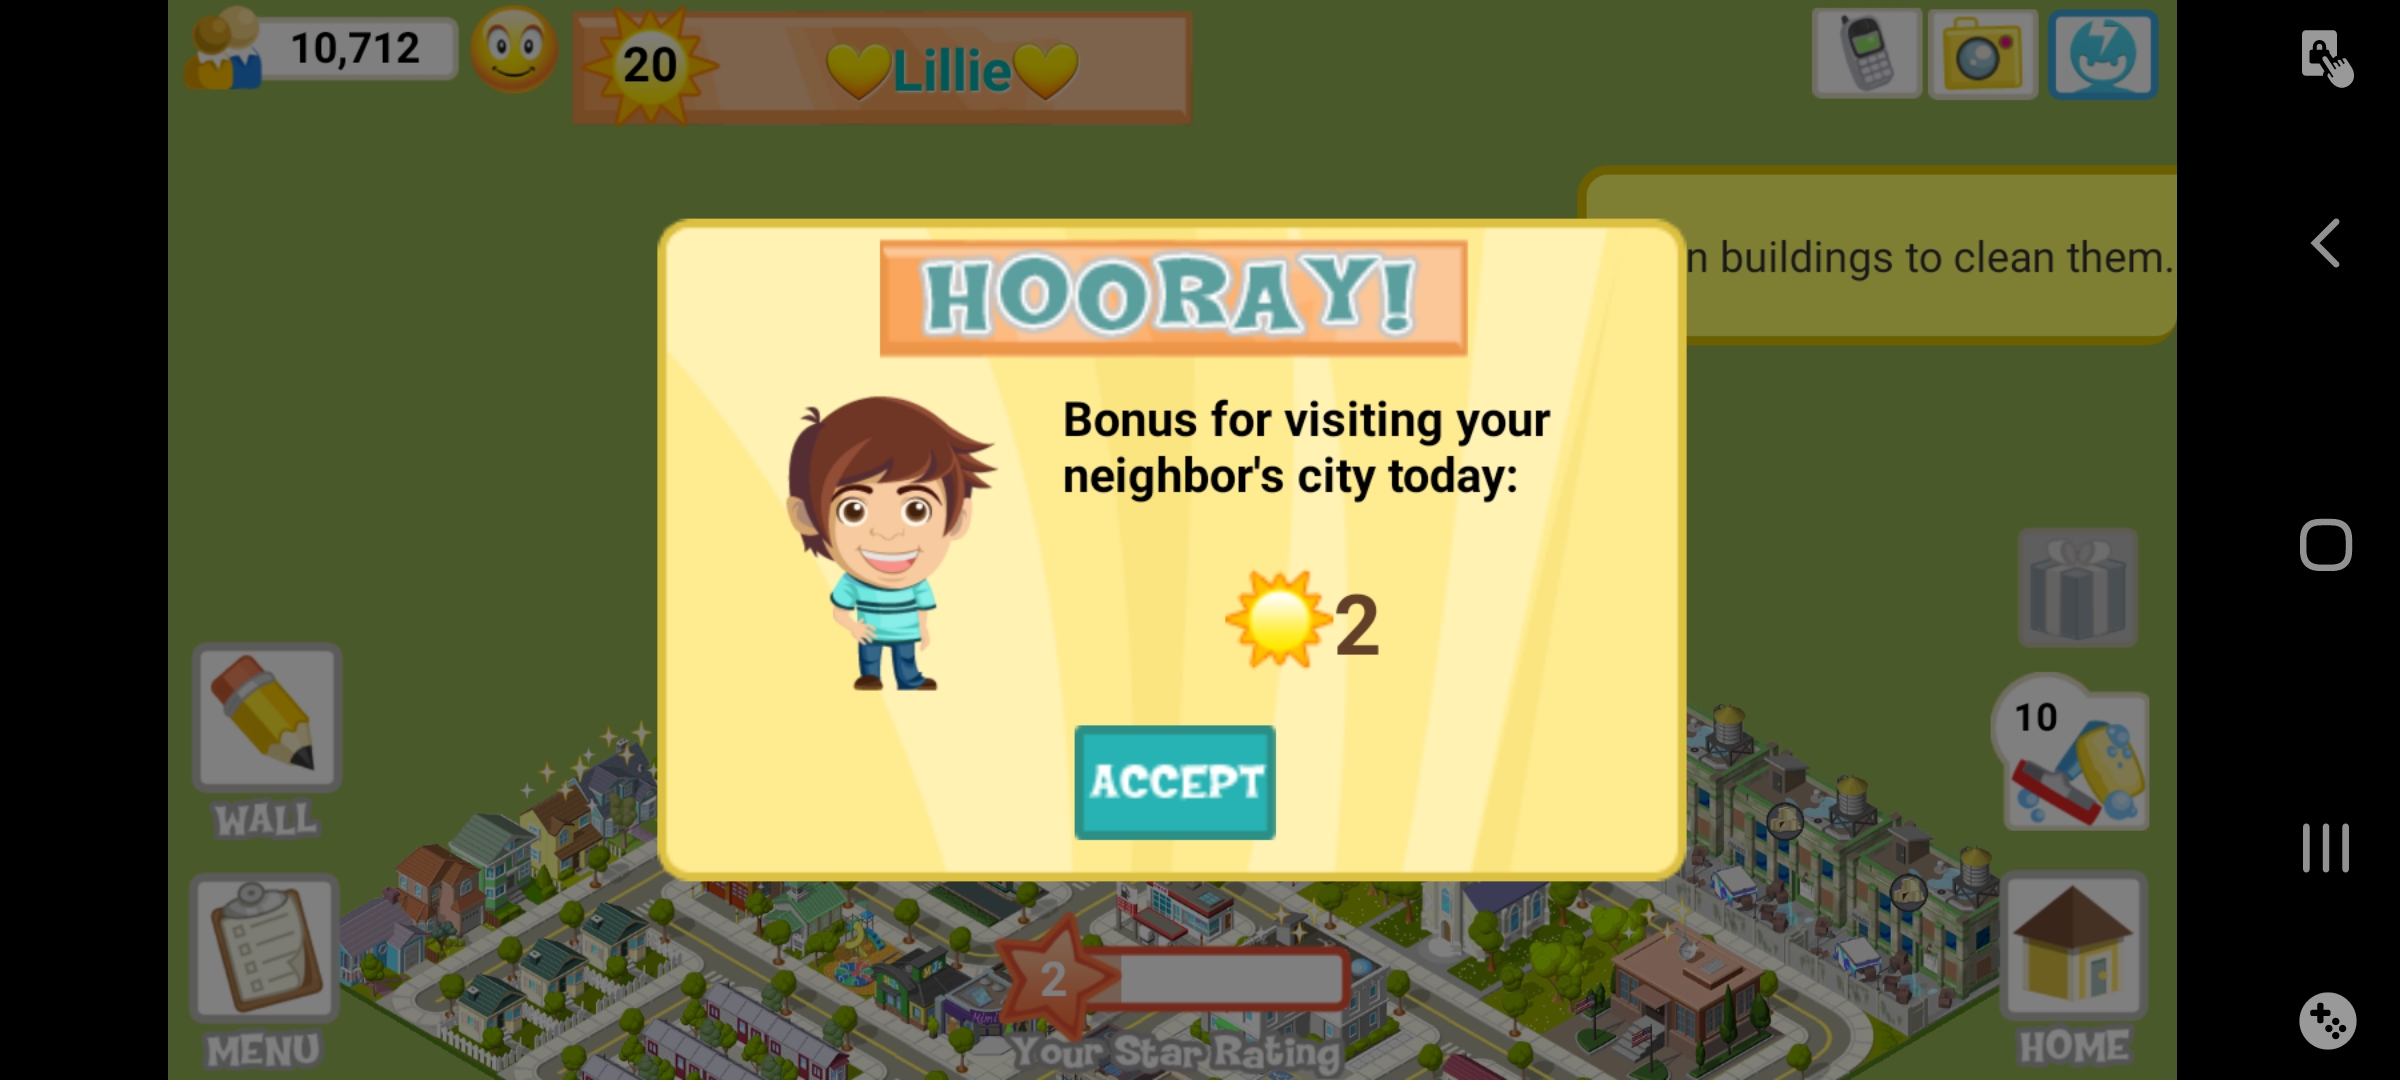 10,712
20
💛Lillie💛
n buildings to clean them.
HOORAY!
Bonus for visiting your
neighbor's city today:
2
ACCEPT
10
WALL
MENU
2
Your Star Rating
HOME